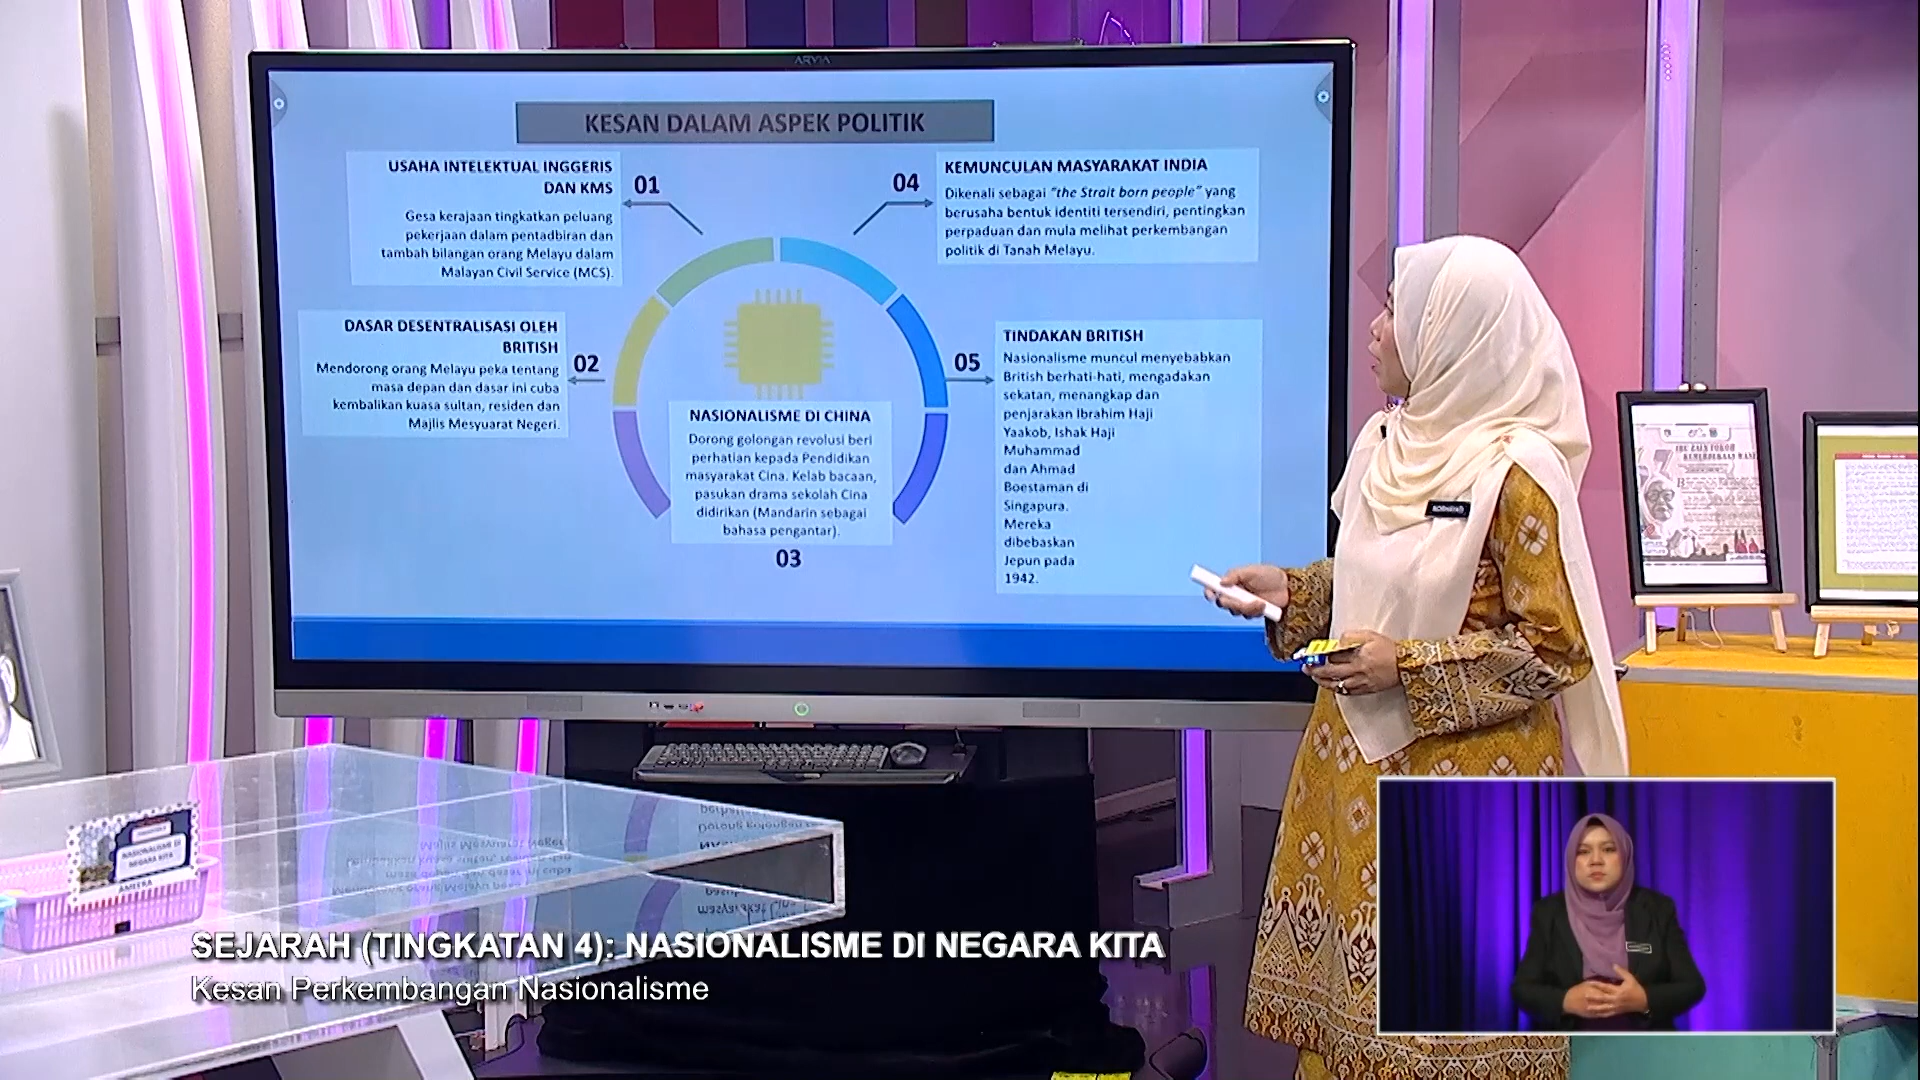 ARVIA
KESAN DALAM ASPEK POLITIK
USAHA INTELEKTUAL INGGERIS
DAN KMS
01
Gesa kerajaan tingkatkan peluang
pekerjaan dalam pentadbiran dan
tambah bilangan orang Melayu dalam
Malayan Civil Service (MCS).
DASAR DESENTRALISASI OLEH
BRITISH
02
Mendorong orang Melayu peka tentang
masa depan dan dasar ini cuba
kembalikan kuasa sultan, residen dan
Majlis Mesyuarat Negeri.
NASIONALISME DI CHINA
Dorong golongan revolusi beri
perhatian kepada Pendidikan
masyarakat Cina. Kelab bacaan,
pasukan drama sekolah Cina
didirikan (Mandarin sebagai
bahasa pengantar).
03
04
KEMUNCULAN MASYARAKAT INDIA
Dikenali sebagai "the Strait born people" yang
berusaha bentuk identiti tersendiri, pentingkan
perpaduan dan mula melihat perkembangan
politik di Tanah Melayu.
05
TINDAKAN BRITISH
Nasionalisme muncul menyebabkan
British berhati-hati, mengadakan
sekatan, menangkap dan
penjarakan Ibrahim Haji
Yaakob, Ishak Haji
Muhammad
dan Ahmad
Boestaman di
Singapura.
Mereka
dibebaskan
Jepun pada
1942.
NASIONALISME DI
NEGARA KITA
AMEERA
SEJARAH (TINGKATAN 4): NASIONALISME DI NEGARA KITA
Kesan Perkembangan Nasionalisme